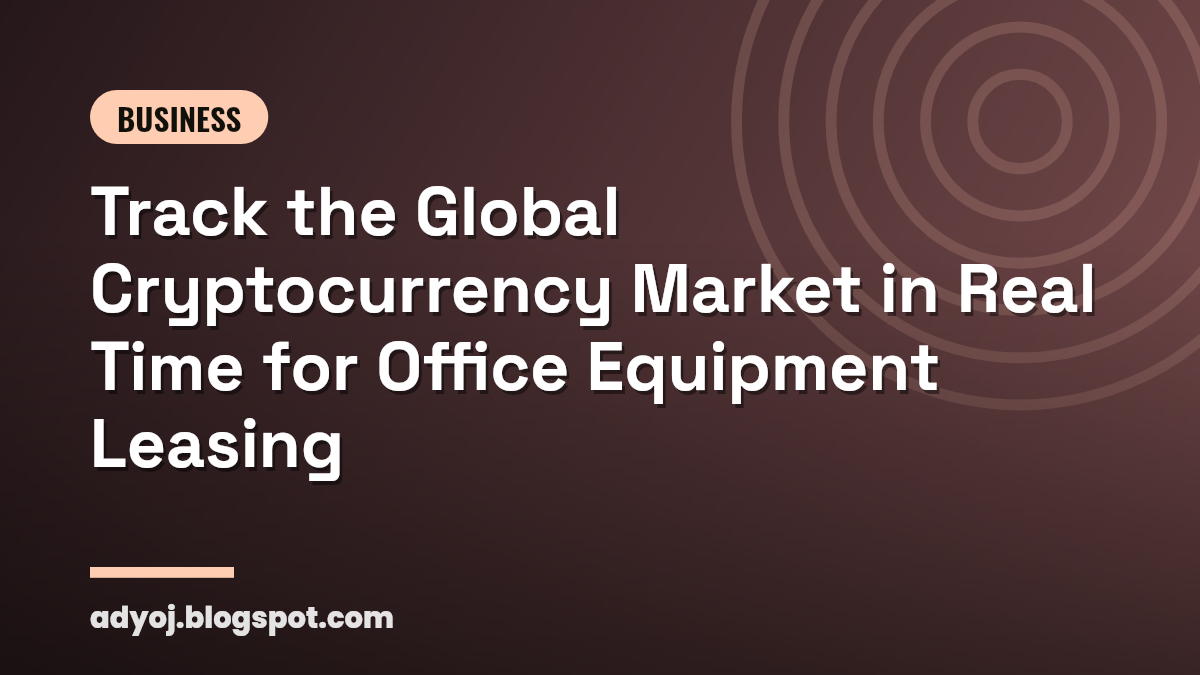 BUSINESS
Track the Global
Cryptocurrency Market in Real
Time for Office Equipment
Leasing
adyoj.blogspot.com